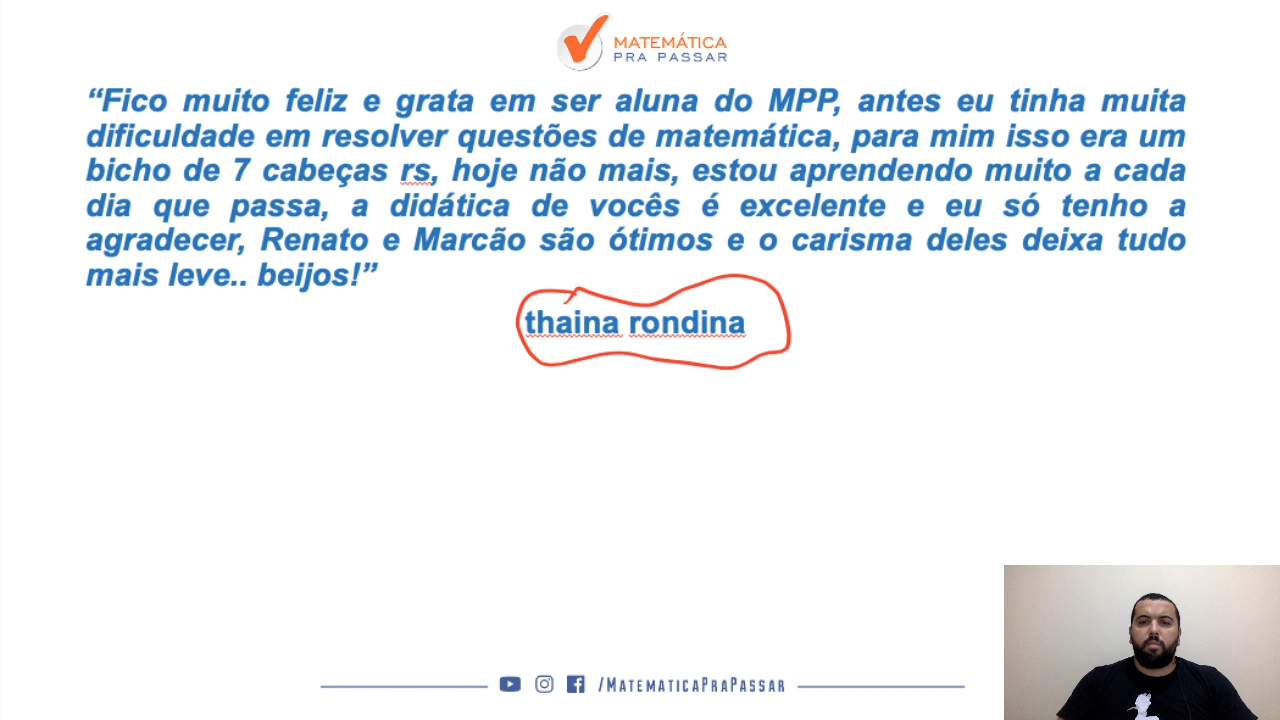 MATEMÁTICA
PRA PASSAR
“Fico muito feliz e grata em ser aluna do MPP, antes eu tinha muita
dificuldade em resolver questões de matemática, para mim isso era um
bicho de 7 cabeças rs, hoje não mais, estou aprendendo muito a cada
dia que passa, a didática de vocês é excelente e eu só tenho a
agradecer, Renato e Marcão são ótimos e o carisma deles deixa tudo
mais leve.. beijos!”
thaina rondina
/MATEMATICAPRAPASSAR